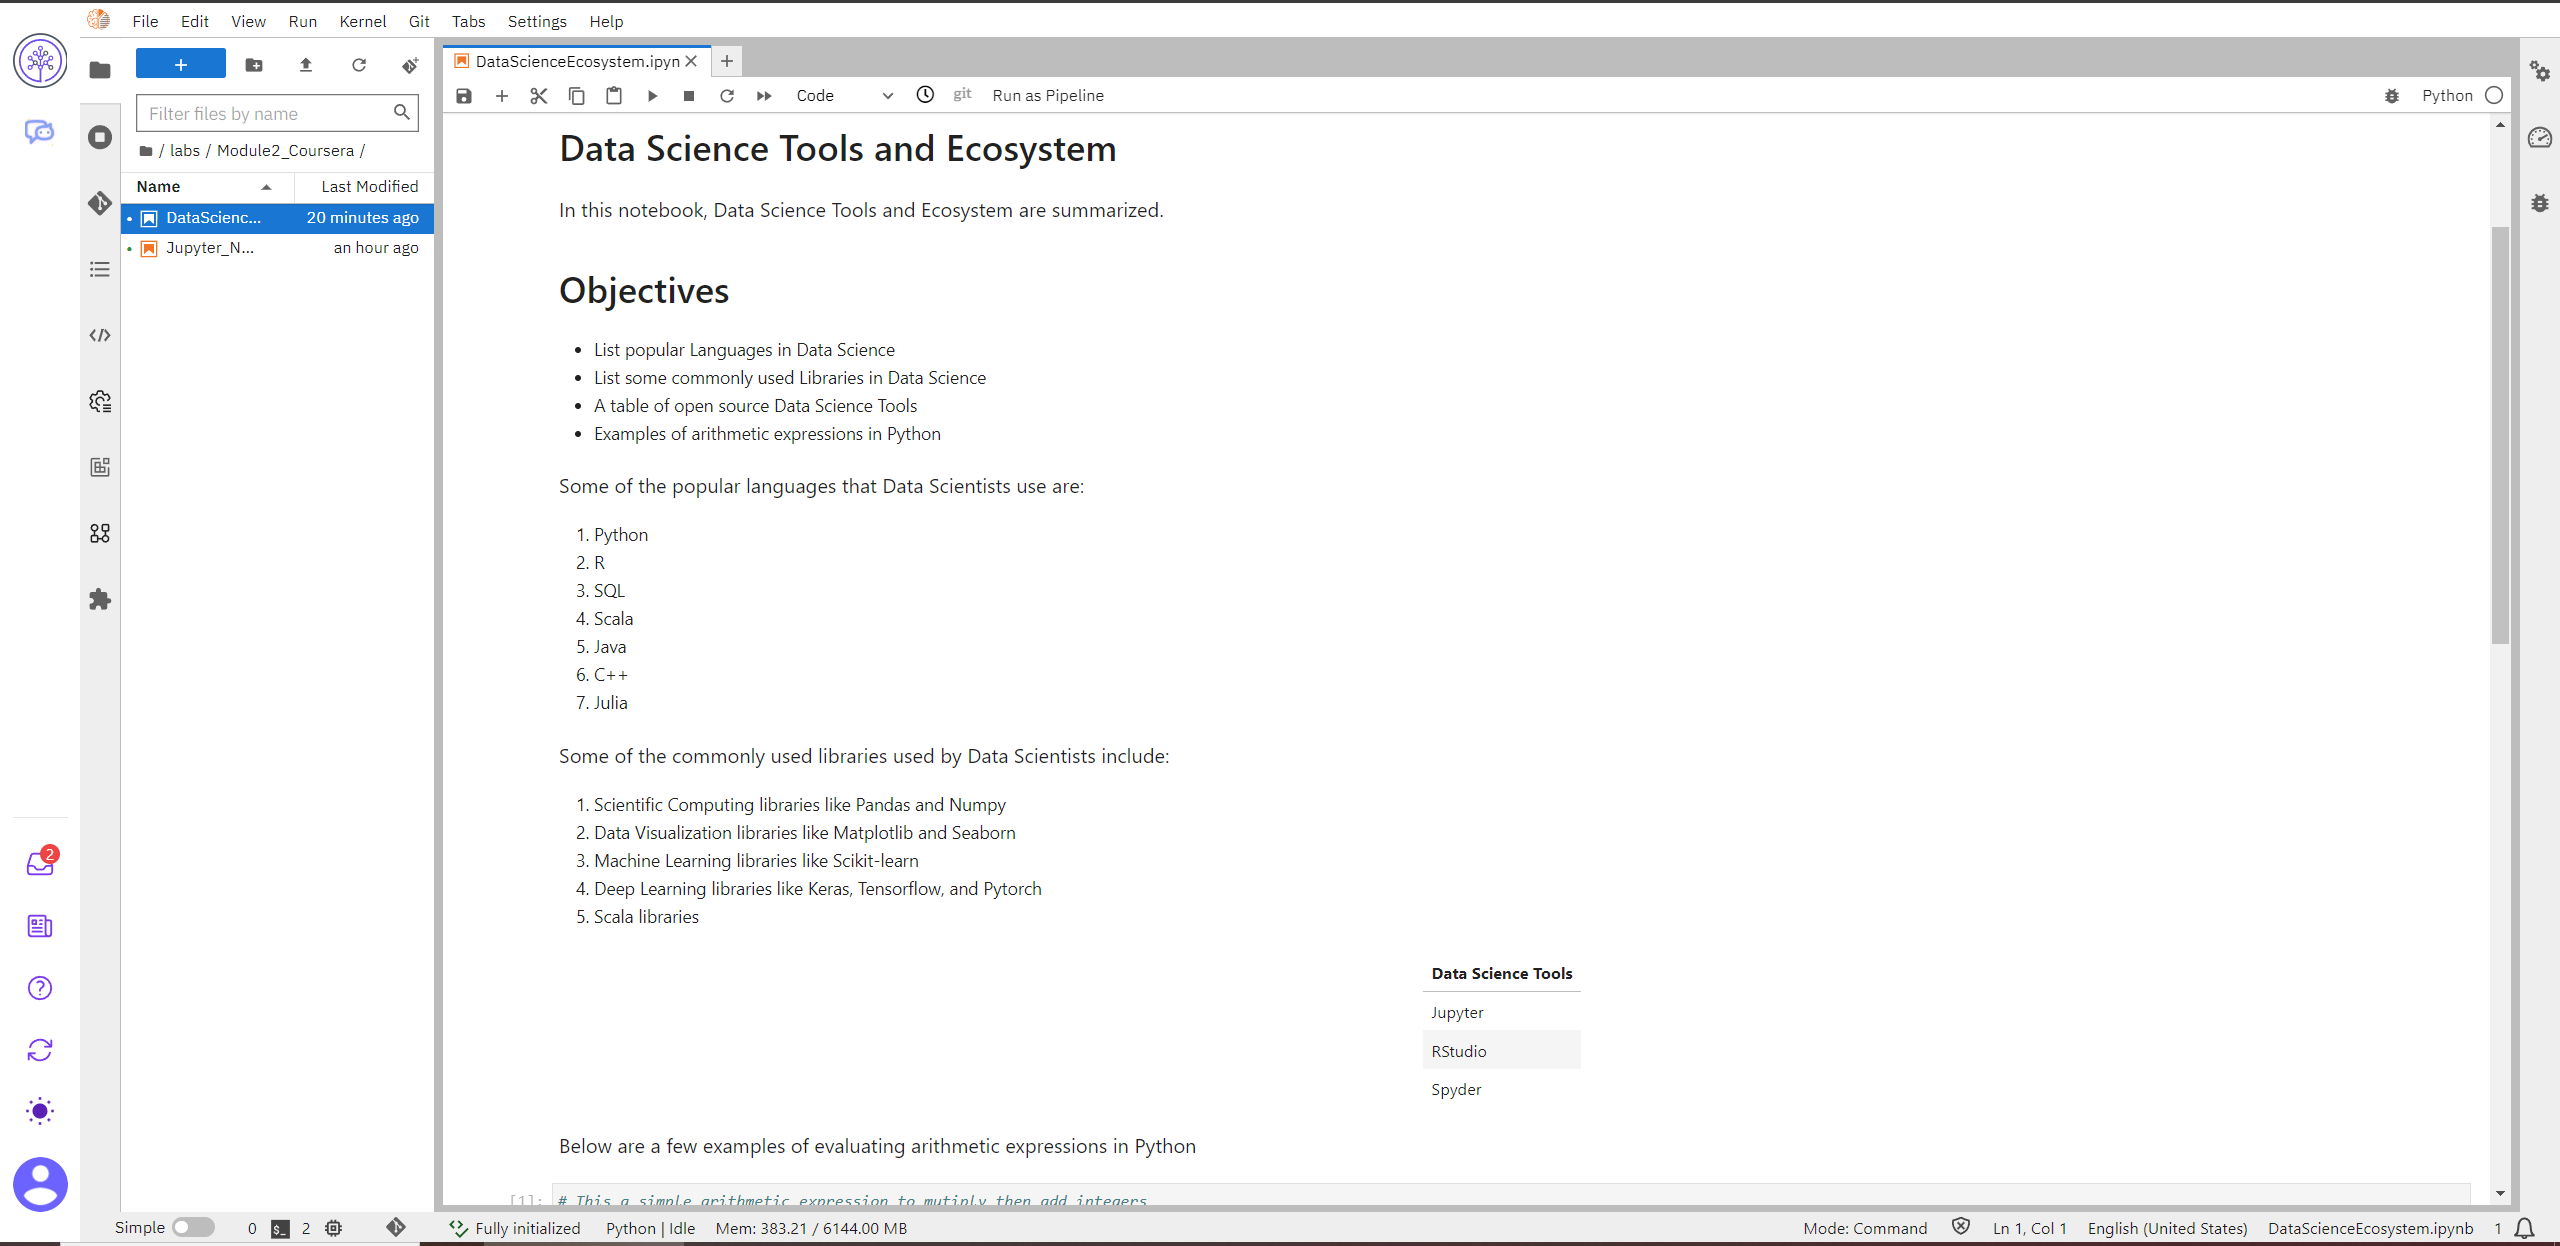 File Edit View Run Kernel Git Tabs Settings Help
+
Filter files by name
/ labs / Module2_Coursera /
Name Last Modified
DataScienc... 20 minutes ago
Jupyter_N... an hour ago
DataScienceEcosystem.ipyn
Code git Run as Pipeline Python
Data Science Tools and Ecosystem
In this notebook, Data Science Tools and Ecosystem are summarized.
Objectives
• List popular Languages in Data Science
• List some commonly used Libraries in Data Science
• A table of open source Data Science Tools
• Examples of arithmetic expressions in Python
Some of the popular languages that Data Scientists use are:
1. Python
2. R
3. SQL
4. Scala
5. Java
6. C++
7. Julia
Some of the commonly used libraries used by Data Scientists include:
1. Scientific Computing libraries like Pandas and Numpy
2. Data Visualization libraries like Matplotlib and Seaborn
3. Machine Learning libraries like Scikit-learn
4. Deep Learning libraries like Keras, Tensorflow, and Pytorch
5. Scala libraries
Data Science Tools
Jupyter
RStudio
Spyder
Below are a few examples of evaluating arithmetic expressions in Python
[1]: # This a simple arithmetic expression to mutiply then add integers
2
Simple 0 $_ 2 Fully initialized Python | Idle Mem: 383.21 / 6144.00 MB Mode: Command Ln 1, Col 1 English (United States) DataScienceEcosystem.ipynb 1